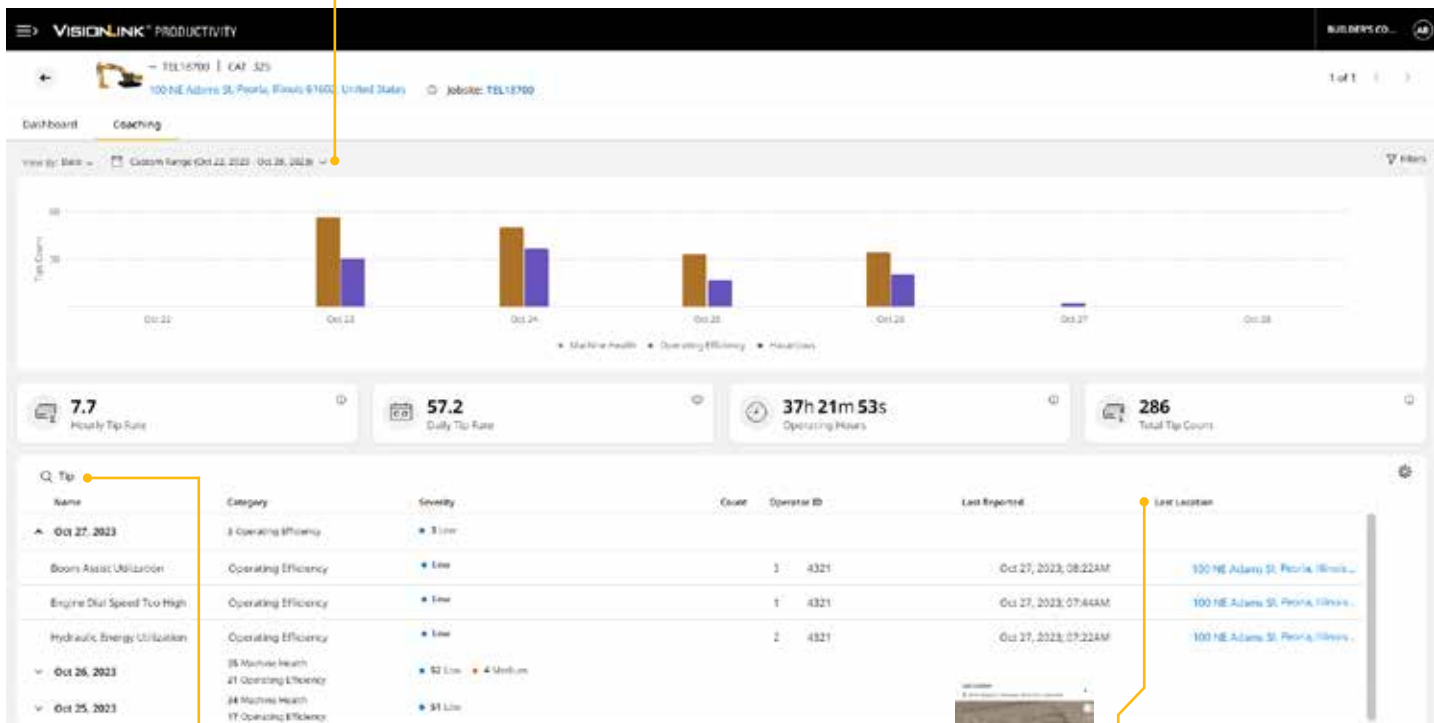 VISIONLINK PRODUCTIVITY
BUILDER'S CO...
AB
TEL18700 | CAT 325
100 NE Adams St, Peoria, Illinois 61602, United States
Jobsite: TEL18700
1 of 1
Dashboard
Coaching
View By: Date
Custom Range (Oct 22, 2023 - Oct 28, 2023)
Filters
Tips Count
30
Oct 22
Oct 23
Oct 24
Oct 25
Oct 26
Oct 27
Oct 28
Machine Health
Operating Efficiency
Hazardous
7.7
Hourly Tip Rate
57.2
Daily Tip Rate
37h 21m 53s
Operating Hours
286
Total Tip Count
Tip
Name Category Severity Count Operator ID Last Reported Last Location
Oct 27, 2023 3 Operating Efficiency 3 Low
Boom Assist Utilization Operating Efficiency Low 3 4321 Oct 27, 2023, 08:22AM 100 NE Adams St, Peoria, Illinois...
Engine Dial Speed Too High Operating Efficiency Low 1 4321 Oct 27, 2023, 07:44AM 100 NE Adams St, Peoria, Illinois...
Hydraulic Energy Utilization Operating Efficiency Low 2 4321 Oct 27, 2023, 07:22AM 100 NE Adams St, Peoria, Illinois...
Oct 26, 2023 Machine Health 52 Low 4 Medium
21 Operating Efficiency
Oct 25, 2023 34 Machine Health 51 Low
17 Operating Efficiency